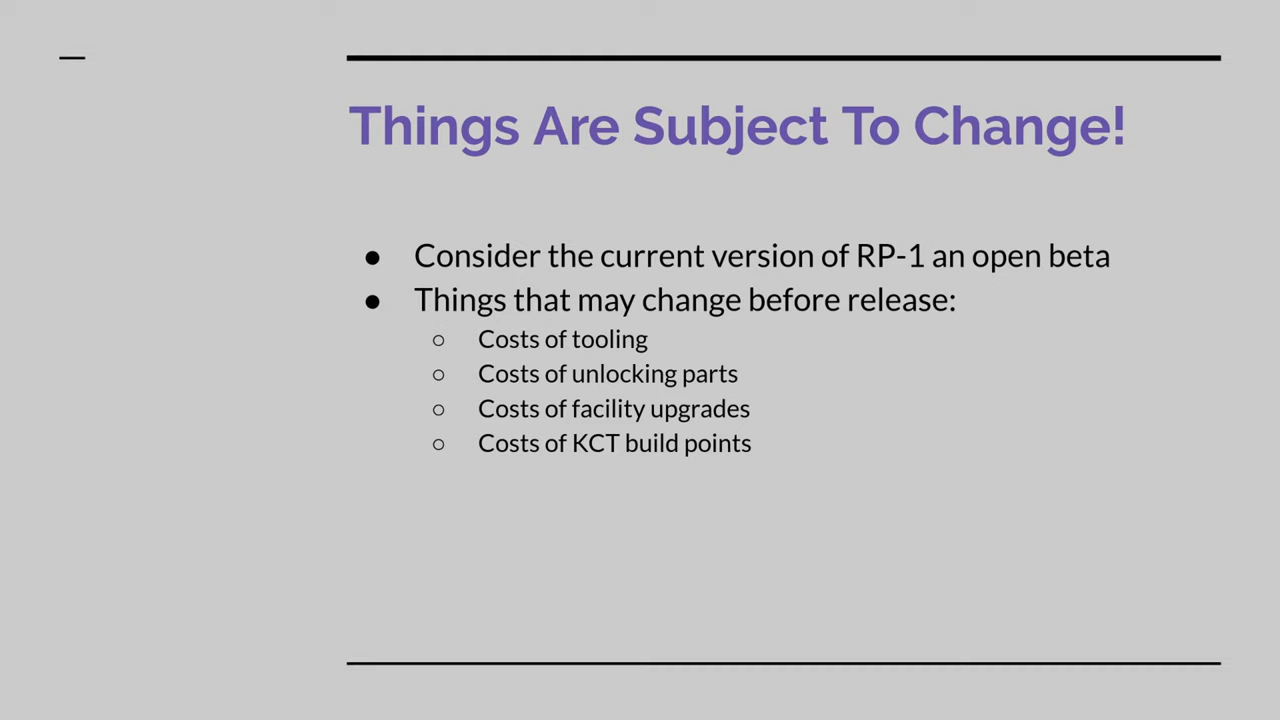 Things Are Subject To Change!
● Consider the current version of RP-1 an open beta
● Things that may change before release:
○ Costs of tooling
○ Costs of unlocking parts
○ Costs of facility upgrades
○ Costs of KCT build points